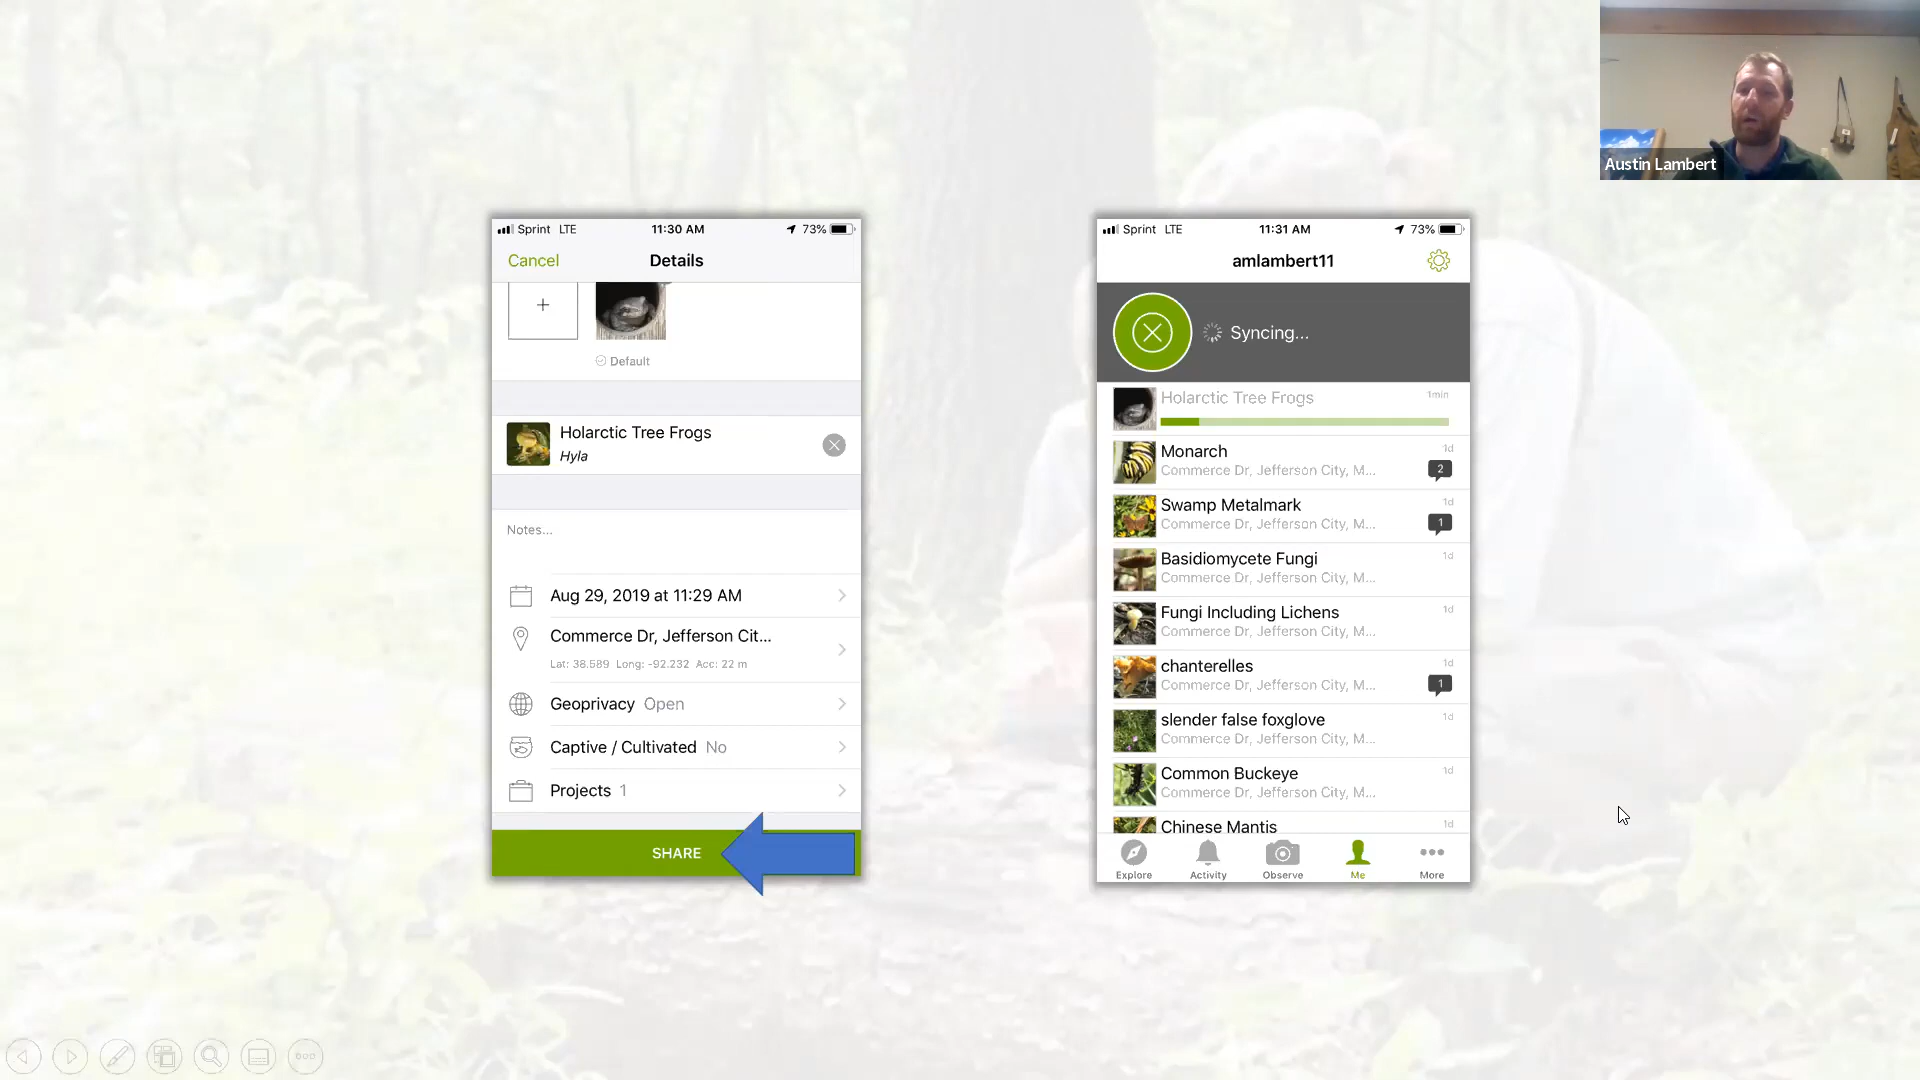 Austin Lambert
Sprint LTE 11:30 AM 73%
Cancel Details
Default
Holarctic Tree Frogs
Hyla
Notes...
Aug 29, 2019 at 11:29 AM
Commerce Dr, Jefferson Cit...
Lat: 38.589 Long: -92.232 Acc: 22 m
Geoprivacy Open
Captive / Cultivated No
Projects 1
SHARE
Sprint LTE 11:31 AM 73%
amlambert11
Syncing...
Holarctic Tree Frogs 1min
Monarch 1d
Commerce Dr, Jefferson City, M... 2
Swamp Metalmark 1d
Commerce Dr, Jefferson City, M... 1
Basidiomycete Fungi 1d
Commerce Dr, Jefferson City, M...
Fungi Including Lichens 1d
Commerce Dr, Jefferson City, M...
chanterelles 1d
Commerce Dr, Jefferson City, M... 1
slender false foxglove 1d
Commerce Dr, Jefferson City, M...
Common Buckeye 1d
Commerce Dr, Jefferson City, M...
Chinese Mantis 1d
Explore Activity Observe Me More